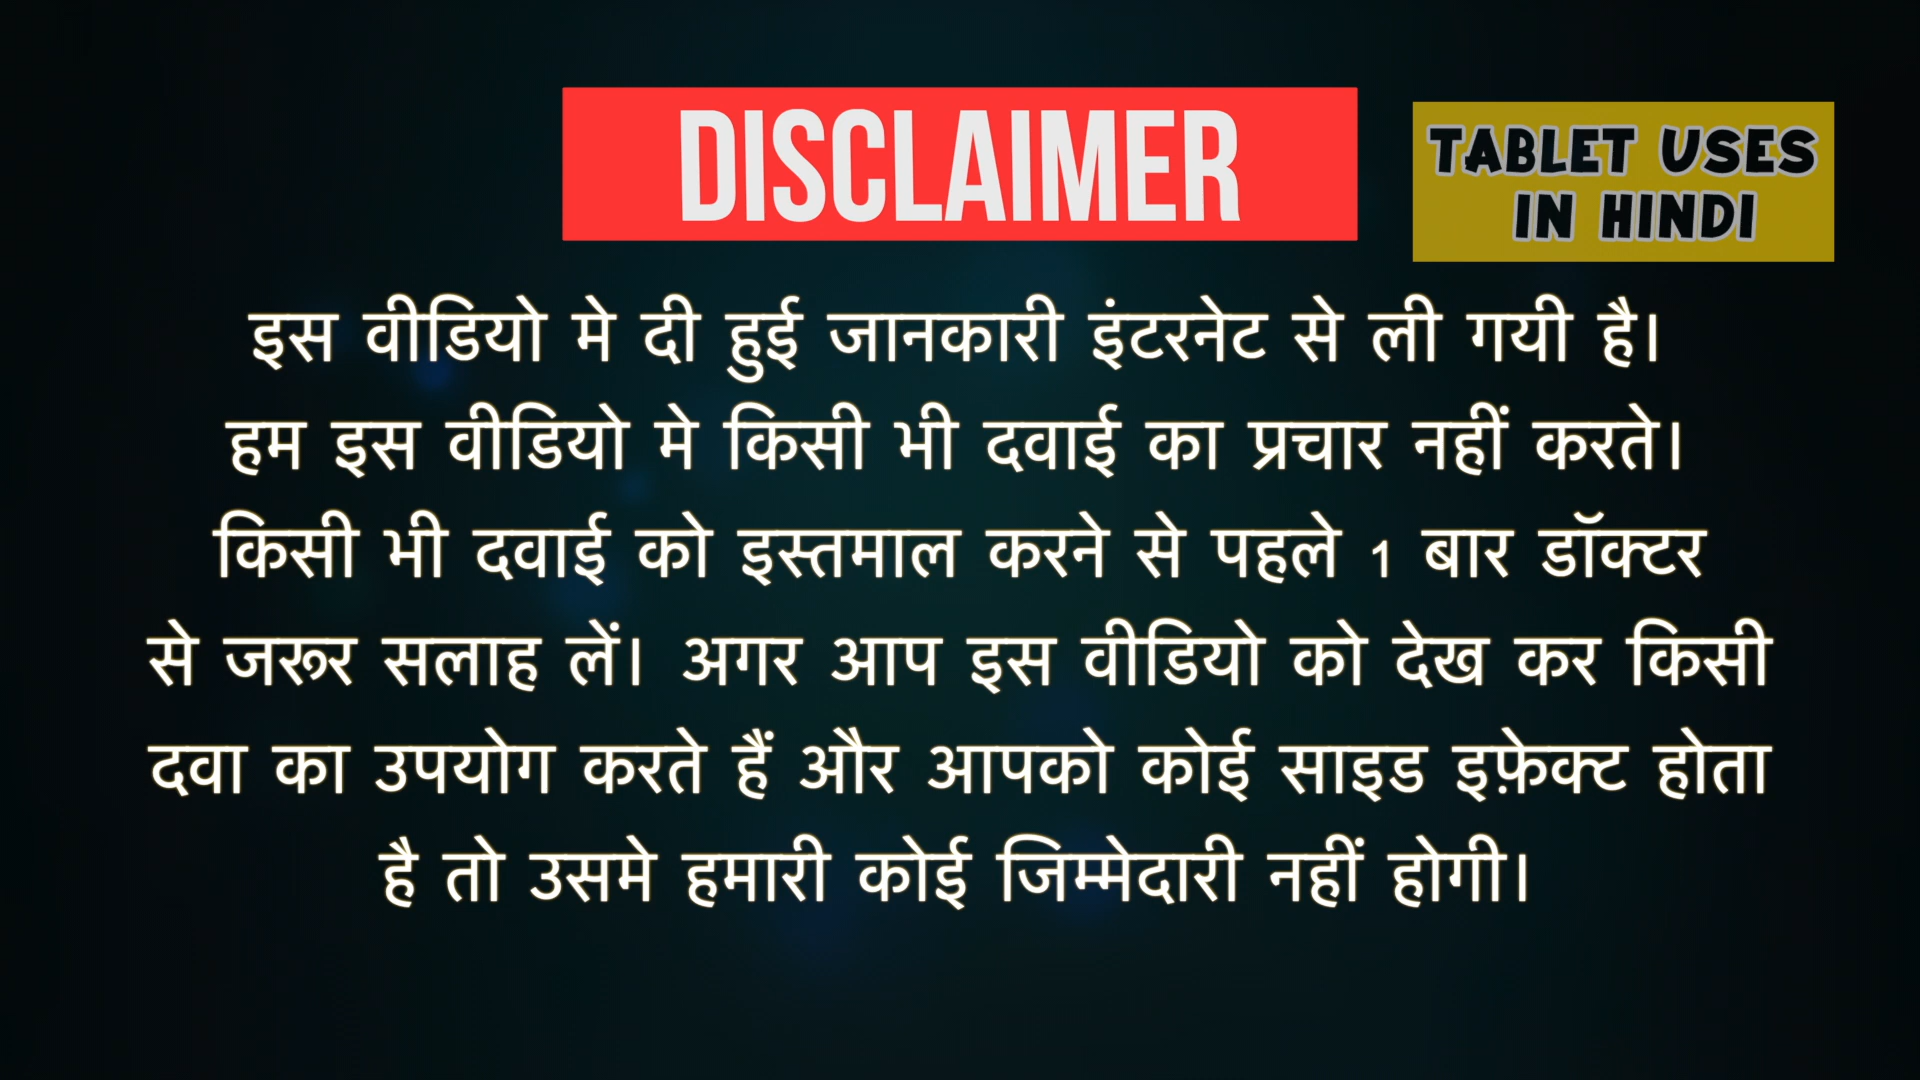 DISCLAIMER
TABLET USES
IN HINDI
इस वीडियो मे दी हुई जानकारी इंटरनेट से ली गयी है।
हम इस वीडियो मे किसी भी दवाई का प्रचार नहीं करते।
किसी भी दवाई को इस्तमाल करने से पहले 1 बार डॉक्टर
से जरूर सलाह लें। अगर आप इस वीडियो को देख कर किसी
दवा का उपयोग करते हैं और आपको कोई साइड इफ़ेक्ट होता
है तो उसमे हमारी कोई जिम्मेदारी नहीं होगी।